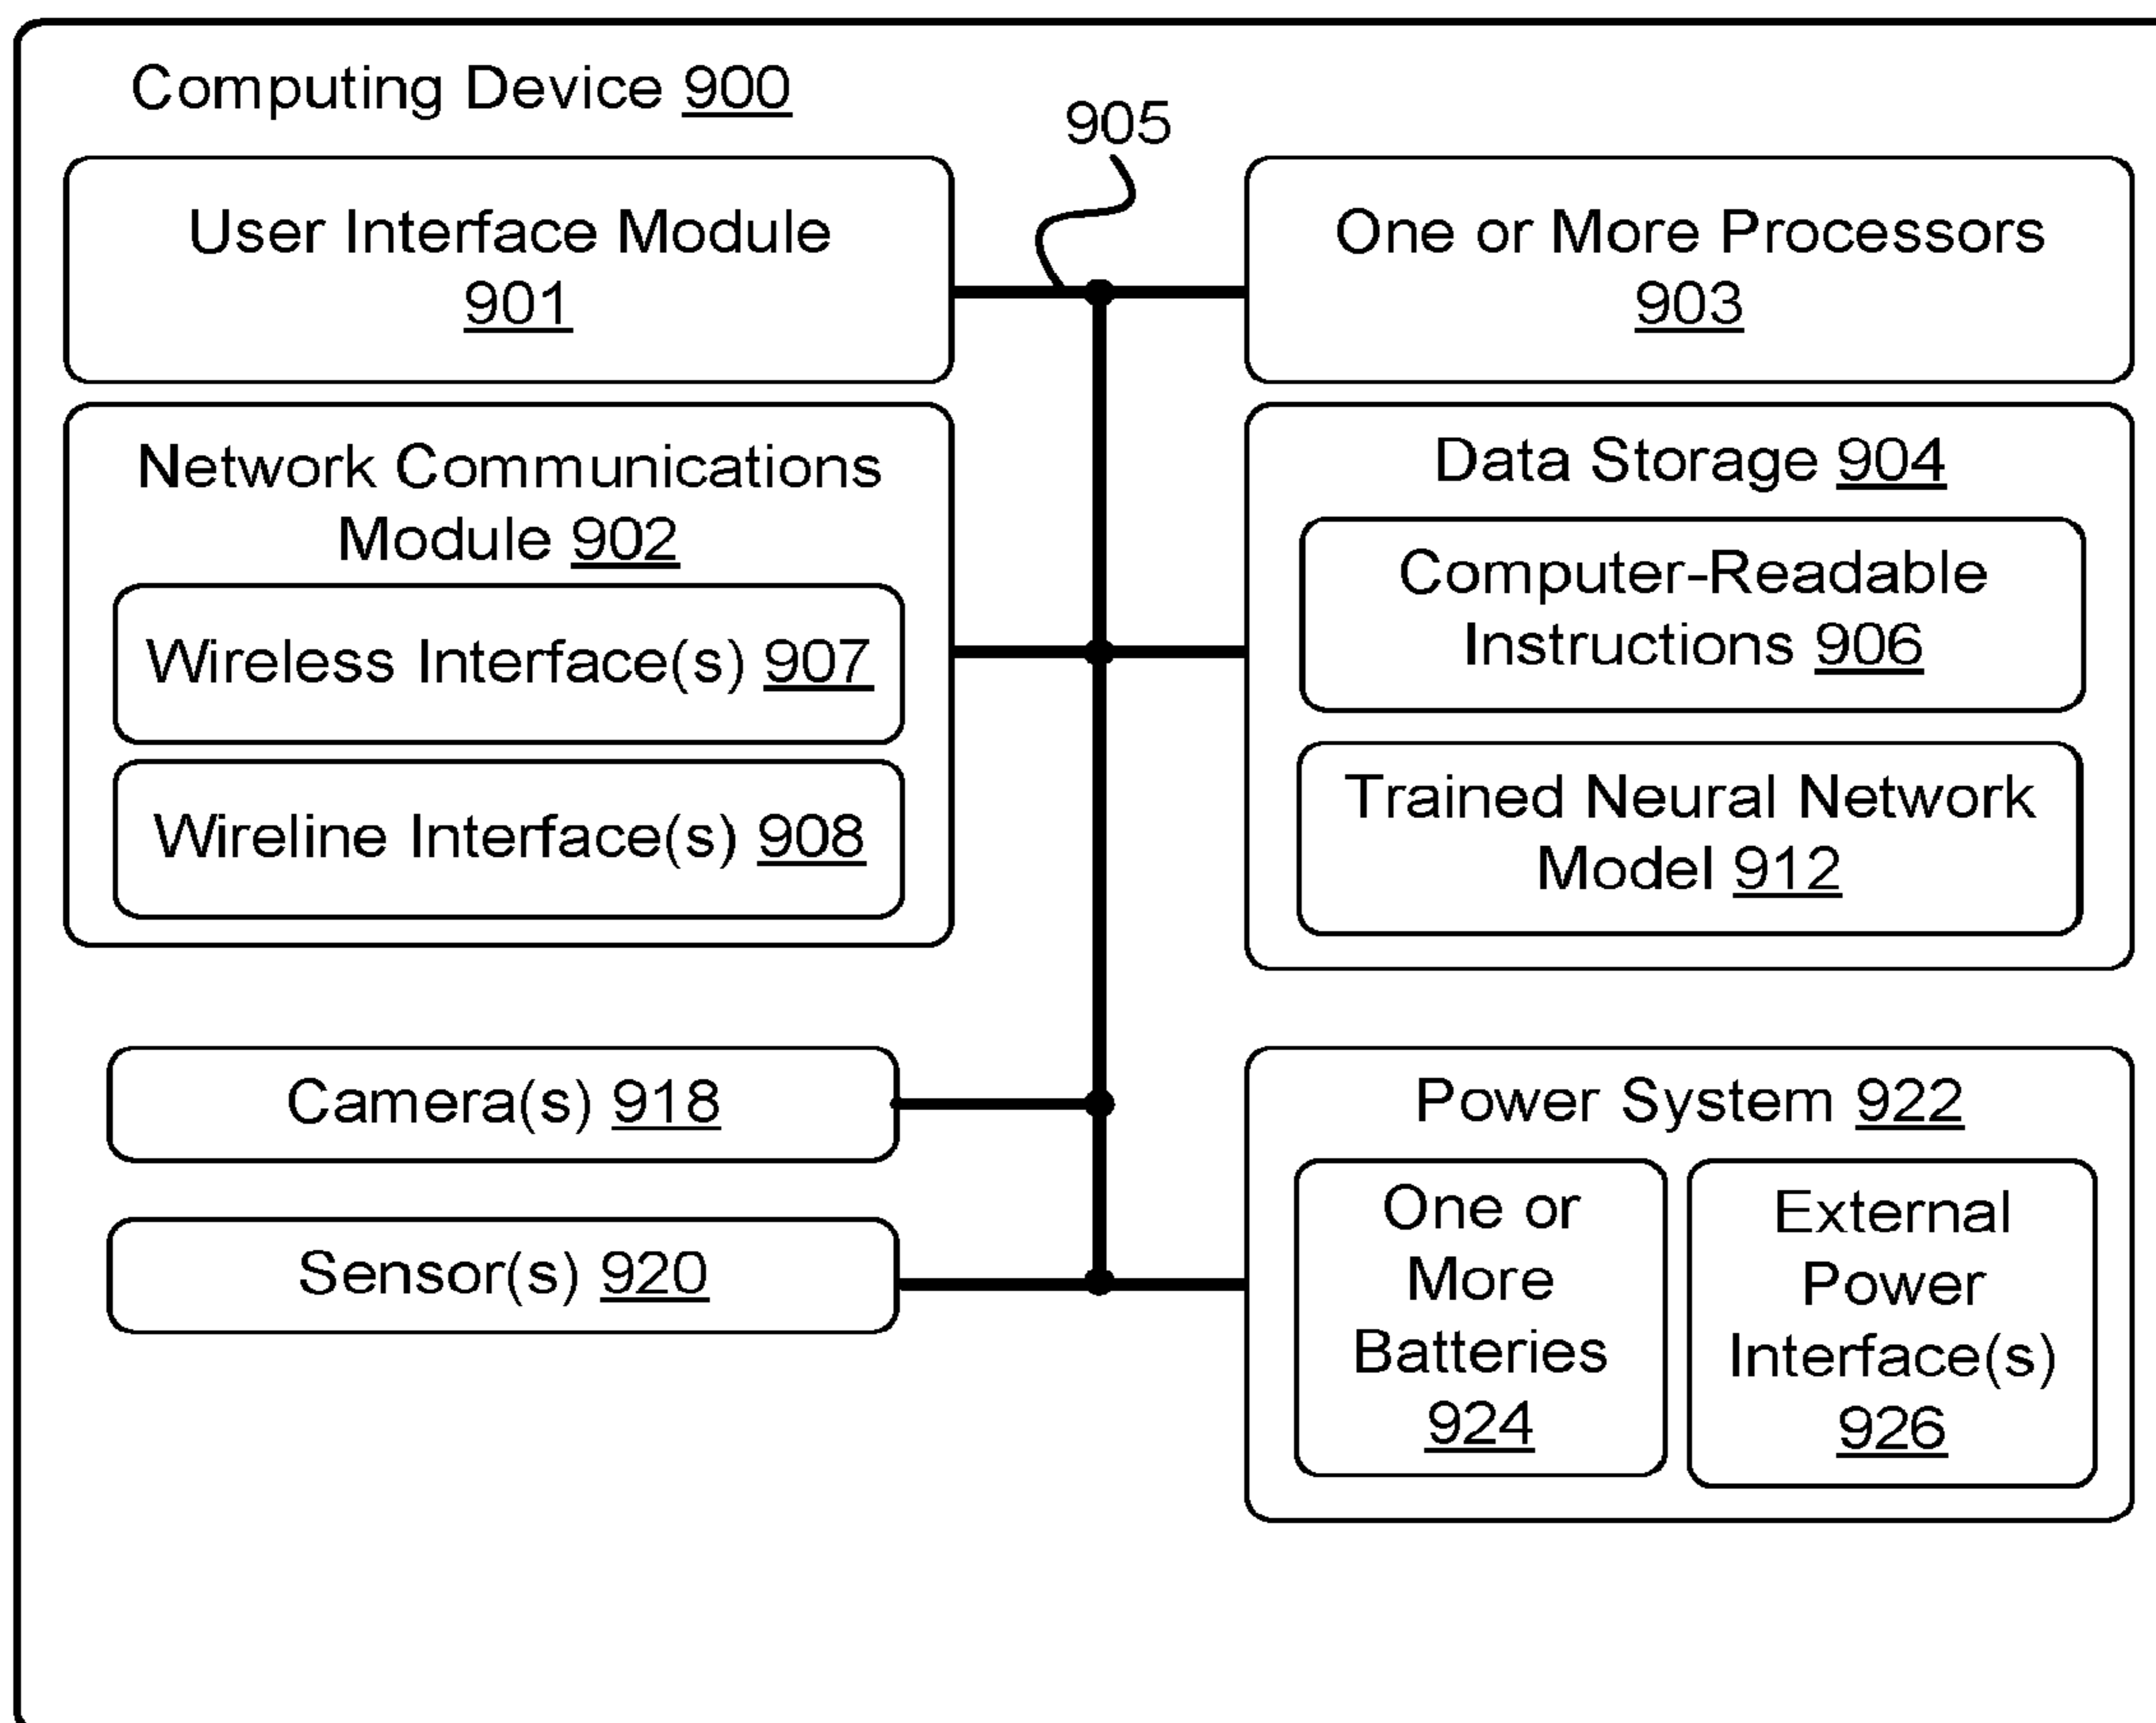 Computing Device 900
905
User Interface Module
901
One or More Processors
903
Network Communications
Module 902
Wireless Interface(s) 907
Wireline Interface(s) 908
Data Storage 904
Computer-Readable
Instructions 906
Trained Neural Network
Model 912
Camera(s) 918
Sensor(s) 920
Power System 922
One or
More
Batteries
924
External
Power
Interface(s)
926